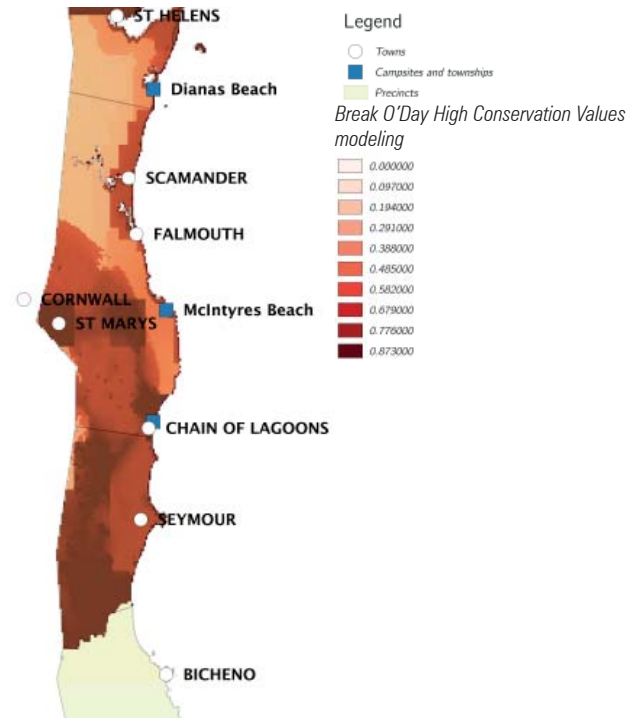 ST HELENS
Dianas Beach
SCAMANDER
FALMOUTH
CORNWALL
McIntyres Beach
ST MARYS
CHAIN OF LAGOONS
SEYMOUR
BICHENO
Legend
Towns
Campsites and townships
Precincts
Break O'Day High Conservation Values
modeling
0.000000
0.097000
0.194000
0.291000
0.388000
0.485000
0.582000
0.679000
0.776000
0.873000